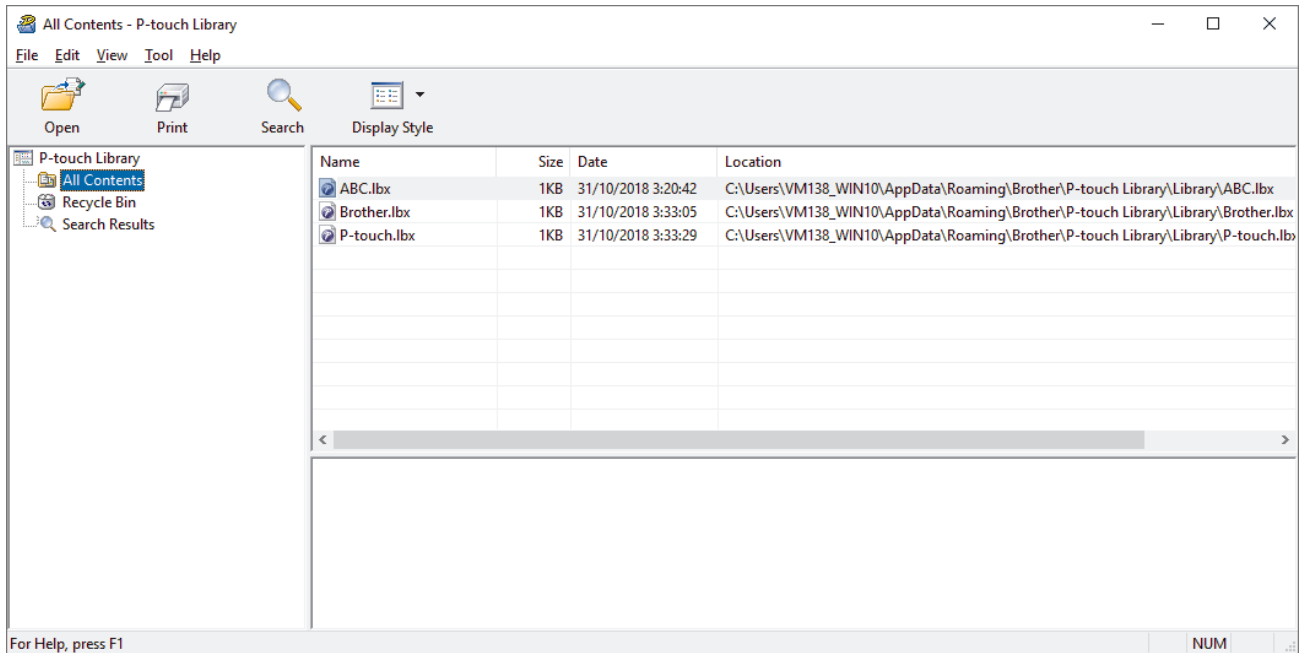 All Contents - P-touch Library
File Edit View Tool Help
Open Print Search Display Style
P-touch Library
All Contents
Recycle Bin
Search Results
Name Size Date Location
ABC.lbx 1KB 31/10/2018 3:20:42 C:\Users\VM138_WIN10\AppData\Roaming\Brother\P-touch Library\Library\ABC.lbx
Brother.lbx 1KB 31/10/2018 3:33:05 C:\Users\VM138_WIN10\AppData\Roaming\Brother\P-touch Library\Library\Brother.lbx
P-touch.lbx 1KB 31/10/2018 3:33:29 C:\Users\VM138_WIN10\AppData\Roaming\Brother\P-touch Library\Library\P-touch.lbx
For Help, press F1 NUM